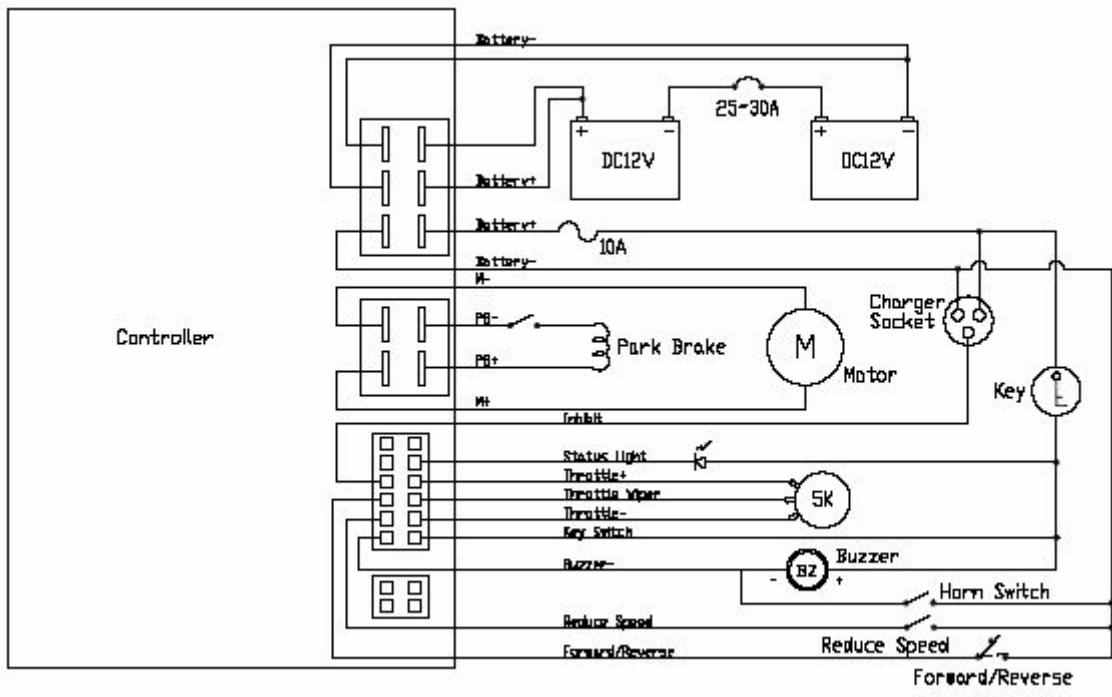 Battery-
25-30A
+ -
DC12V
+ -
DC12V
Battery+
Battery+
10A
Battery-
M-
Charger
Socket
Controller
PB-
Park Brake
M
PB+
Motor
Key
M+
Inhibit
Status Light
Throttle+
Throttle Wiper
5K
Throttle-
Key Switch
Buzzer-
Buzzer
- BZ +
Horn Switch
Reduce Speed
Reduce Speed
Forward/Reverse
Forward/Reverse